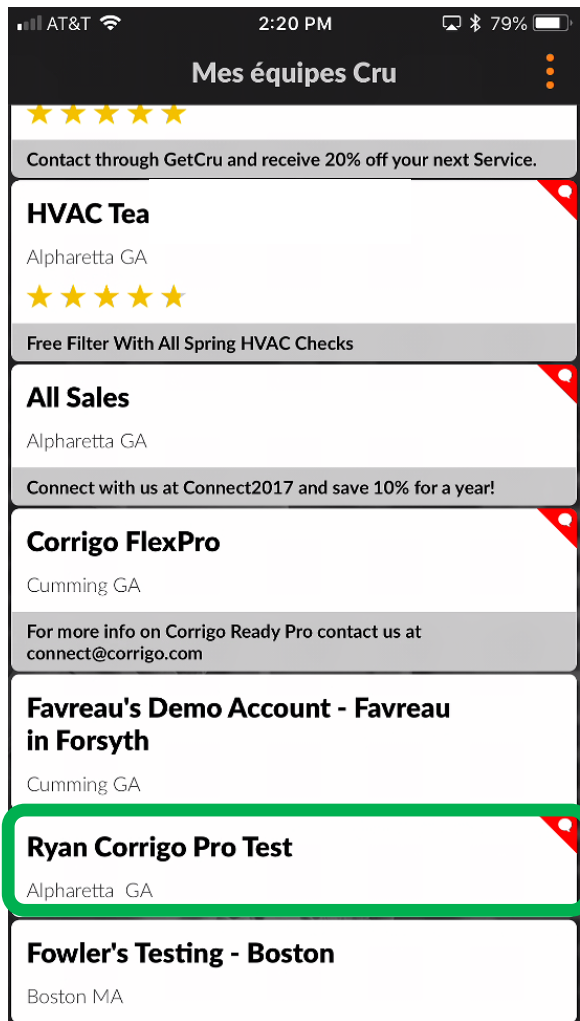 AT&T 2:20 PM 79%
Mes équipes Cru
Contact through GetCru and receive 20% off your next Service.
HVAC Tea
Alpharetta GA
Free Filter With All Spring HVAC Checks
All Sales
Alpharetta GA
Connect with us at Connect2017 and save 10% for a year!
Corrigo FlexPro
Cumming GA
For more info on Corrigo Ready Pro contact us at
connect@corrigo.com
Favreau's Demo Account - Favreau
in Forsyth
Cumming GA
Ryan Corrigo Pro Test
Alpharetta GA
Fowler's Testing - Boston
Boston MA